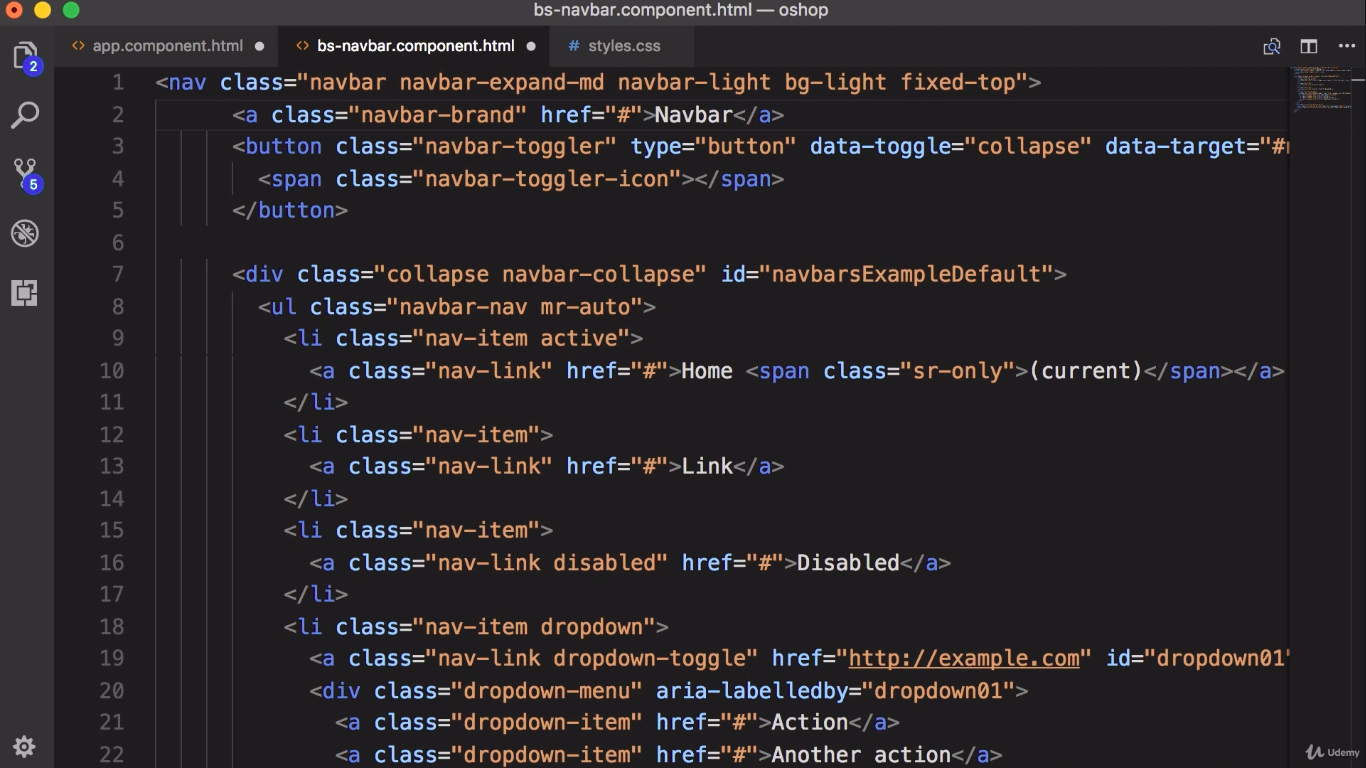 bs-navbar.component.html — oshop
app.component.html
bs-navbar.component.html
# styles.css
2
5
1 <nav class="navbar navbar-expand-md navbar-light bg-light fixed-top">
2 <a class="navbar-brand" href="#">Navbar</a>
3 <button class="navbar-toggler" type="button" data-toggle="collapse" data-target="#
4 <span class="navbar-toggler-icon"></span>
5 </button>
6
7 <div class="collapse navbar-collapse" id="navbarsExampleDefault">
8 <ul class="navbar-nav mr-auto">
9 <li class="nav-item active">
10 <a class="nav-link" href="#">Home <span class="sr-only">(current)</span></a>
11 </li>
12 <li class="nav-item">
13 <a class="nav-link" href="#">Link</a>
14 </li>
15 <li class="nav-item">
16 <a class="nav-link disabled" href="#">Disabled</a>
17 </li>
18 <li class="nav-item dropdown">
19 <a class="nav-link dropdown-toggle" href="http://example.com" id="dropdown01"
20 <div class="dropdown-menu" aria-labelledby="dropdown01">
21 <a class="dropdown-item" href="#">Action</a>
22 <a class="dropdown-item" href="#">Another action</a>
Udemy